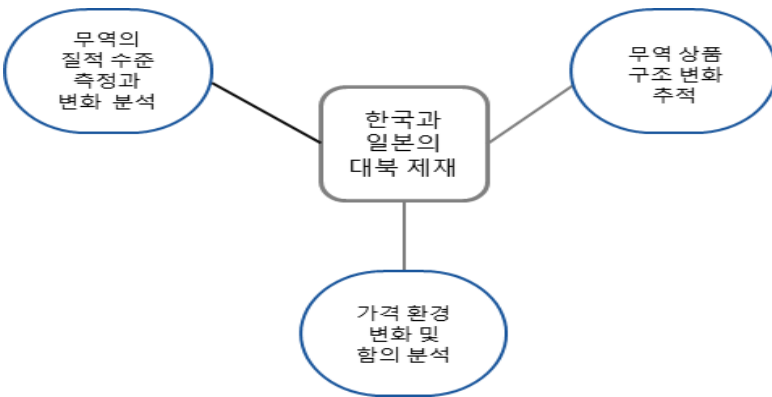 무역의
질적 수준
측정과
변화 분석
무역 상품
구조 변화
추적
한국과
일본의
대북 제재
가격 환경
변화 및
함의 분석